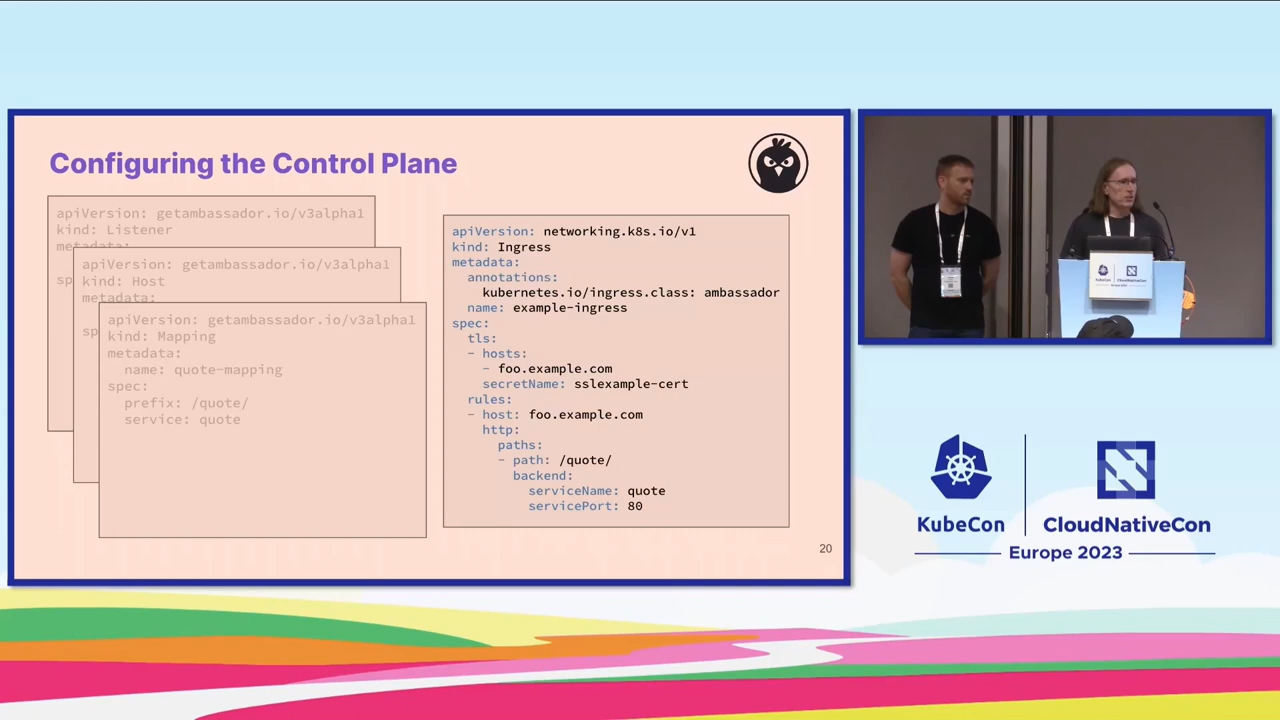 Configuring the Control Plane
apiVersion: getambassador.io/v3alpha1
kind: Listener
metadata:
sp
apiVersion: getambassador.io/v3alpha1
kind: Host
metadata:
sp
apiVersion: getambassador.io/v3alpha1
kind: Mapping
metadata:
  name: quote-mapping
spec:
  prefix: /quote/
  service: quote
apiVersion: networking.k8s.io/v1
kind: Ingress
metadata:
  annotations:
    kubernetes.io/ingress.class: ambassador
  name: example-ingress
spec:
  tls:
  - hosts:
    - foo.example.com
    secretName: sslexample-cert
  rules:
  - host: foo.example.com
    http:
      paths:
      - path: /quote/
        backend:
          serviceName: quote
          servicePort: 80
20
KubeCon
CloudNativeCon
Europe 2023